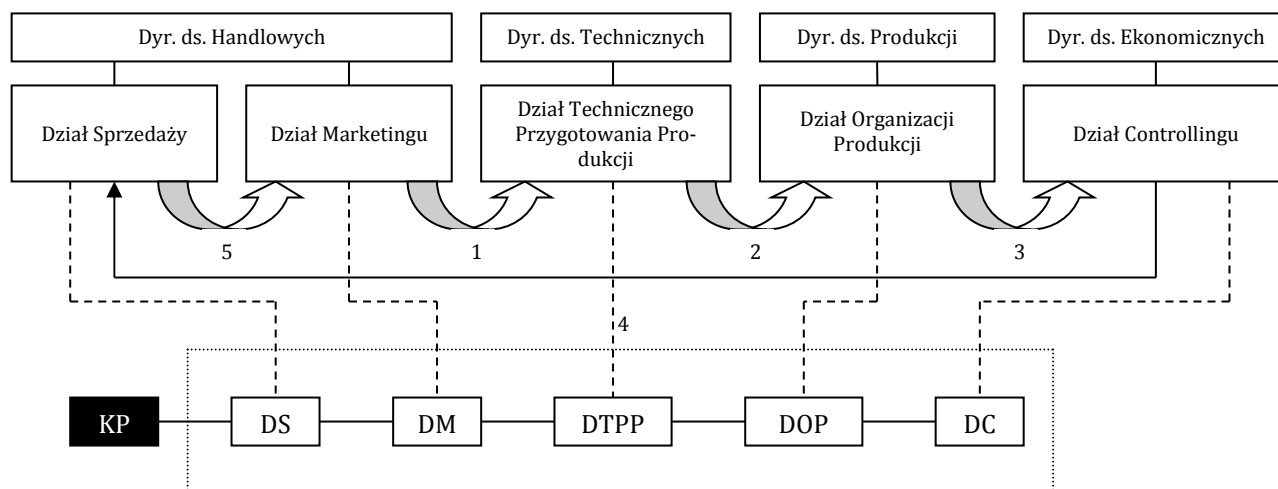 Dyr. ds. Handlowych
Dyr. ds. Technicznych
Dyr. ds. Produkcji
Dyr. ds. Ekonomicznych
Dział Sprzedaży
Dział Marketingu
Dział Technicznego
Przygotowania Pro-
dukcji
Dział Organizacji
Produkcji
Dział Controllingu
5
1
2
3
4
KP
DS
DM
DTPP
DOP
DC